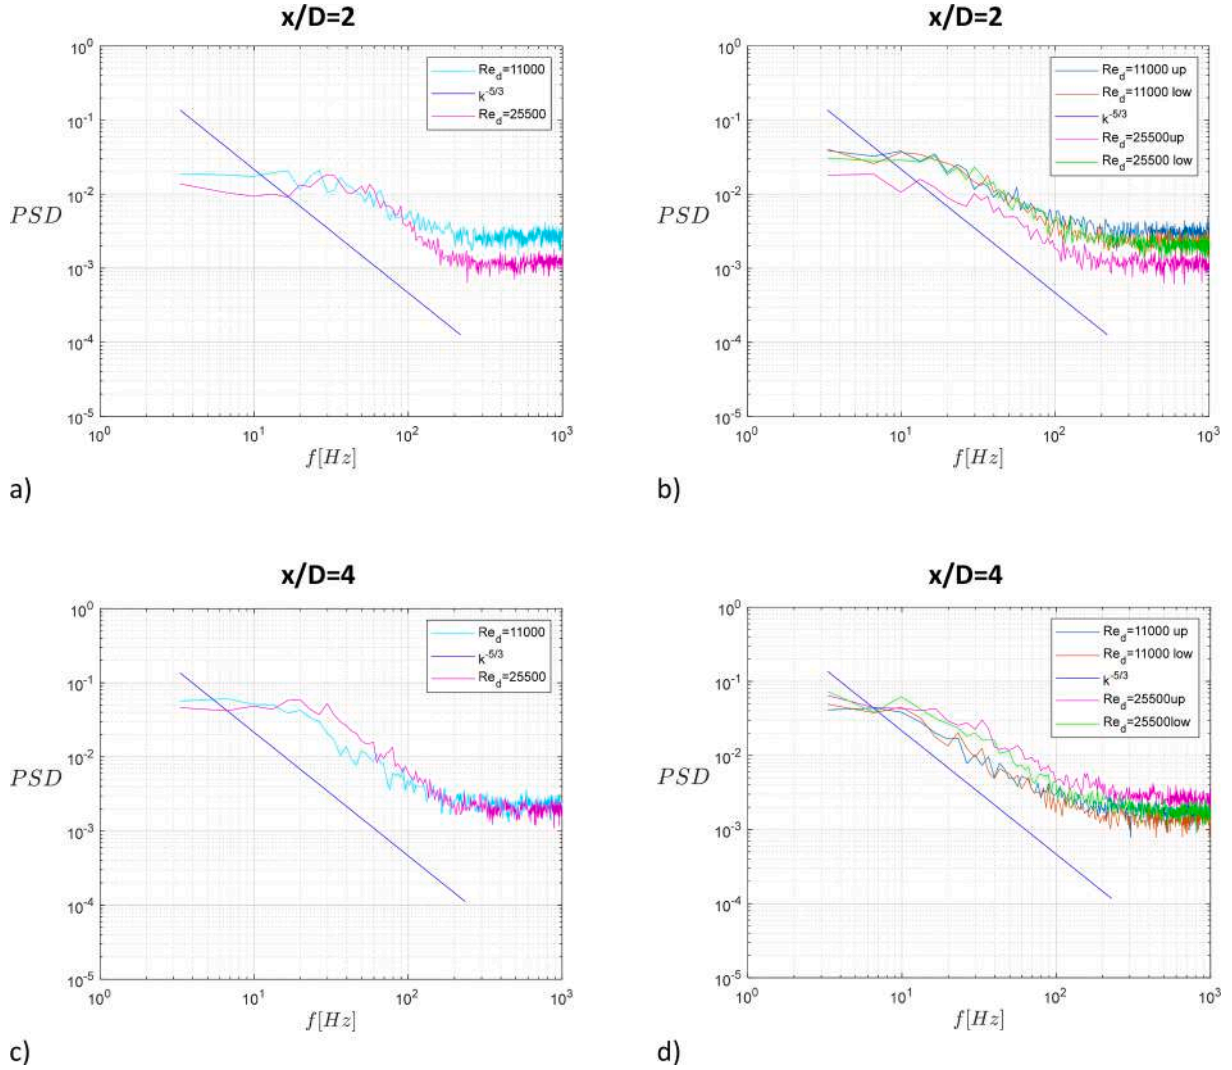 x/D=2
10^0
10^-1
10^-2
10^-3
10^-4
10^-5
PSD
Re_d=11000
k^-5/3
Re_d=25500
10^0 10^1 10^2 10^3
f[Hz]
a)
x/D=2
10^0
10^-1
10^-2
10^-3
10^-4
10^-5
PSD
Re_d=11000 up
Re_d=11000 low
k^-5/3
Re_d=25500up
Re_d=25500 low
10^0 10^1 10^2 10^3
f[Hz]
b)
x/D=4
10^0
10^-1
10^-2
10^-3
10^-4
10^-5
PSD
Re_d=11000
k^-5/3
Re_d=25500
10^0 10^1 10^2 10^3
f[Hz]
c)
x/D=4
10^0
10^-1
10^-2
10^-3
10^-4
10^-5
PSD
Re_d=11000 up
Re_d=11000 low
k^-5/3
Re_d=25500up
Re_d=25500low
10^0 10^1 10^2 10^3
f[Hz]
d)